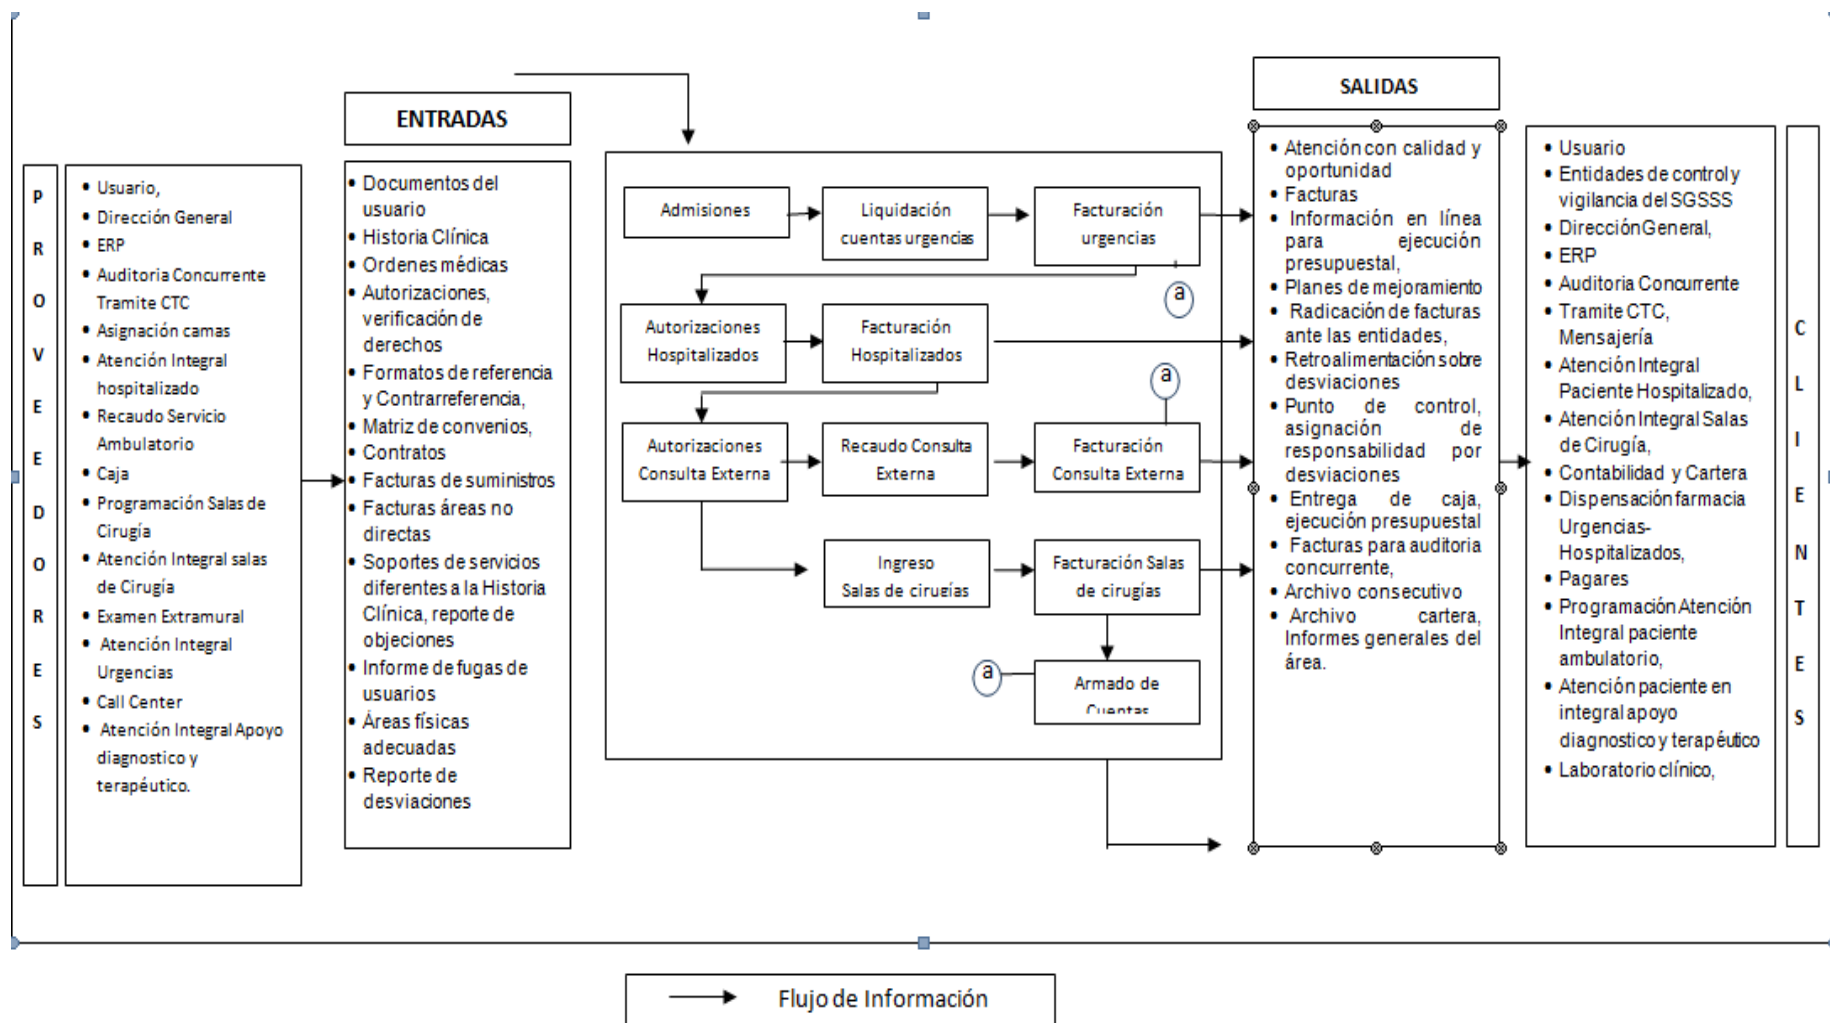 P
R
O
V
E
E
D
O
R
E
S
• Usuario,
• Dirección General
• ERP
• Auditoria Concurrente
Tramite CTC
• Asignación camas
• Atención Integral
hospitalizado
• Recaudo Servicio
Ambulatorio
• Caja
• Programación Salas de
Cirugía
• Atención Integral salas
de Cirugía
• Examen Extramural
• Atención Integral
Urgencias
• Call Center
• Atención Integral Apoyo
diagnostico y
terapéutico.
ENTRADAS
• Documentos del
usuario
• Historia Clínica
• Ordenes médicas
• Autorizaciones,
verificación de
derechos
• Formatos de referencia
y Contrarreferencia,
• Matriz de convenios,
• Contratos
• Facturas de suministros
• Facturas áreas no
directas
• Soportes de servicios
diferentes a la Historia
Clínica, reporte de
objeciones
• Informe de fugas de
usuarios
• Áreas físicas
adecuadas
• Reporte de
desviaciones
Admisiones
Liquidación
cuentas urgencias
Facturación
urgencias
a
Autorizaciones
Hospitalizados
Facturación
Hospitalizados
a
Autorizaciones
Consulta Externa
Recaudo Consulta
Externa
Facturación
Consulta Externa
Ingreso
Salas de cirugías
Facturación Salas
de cirugías
a
Armado de
Cuentas
SALIDAS
• Atención con calidad y
oportunidad
• Facturas
• Información en línea
para ejecución
presupuestal,
• Planes de mejoramiento
• Radicación de facturas
ante las entidades,
• Retroalimentación sobre
desviaciones
• Punto de control,
asignación de
responsabilidad por
desviaciones
• Entrega de caja,
ejecución presupuestal
• Facturas para auditoria
concurrente,
• Archivo consecutivo
• Archivo cartera,
Informes generales del
área.
• Usuario
• Entidades de control y
vigilancia del SGSSS
• Dirección General,
• ERP
• Auditoria Concurrente
• Tramite CTC,
Mensajería
• Atención Integral
Paciente Hospitalizado,
• Atención Integral Salas
de Cirugía,
• Contabilidad y Cartera
• Dispensación farmacia
Urgencias-
Hospitalizados,
• Pagares
• Programación Atención
Integral paciente
ambulatorio,
• Atención paciente en
integral apoyo
diagnostico y terapéutico
• Laboratorio clínico,
C
L
I
E
N
T
E
S
Flujo de Información